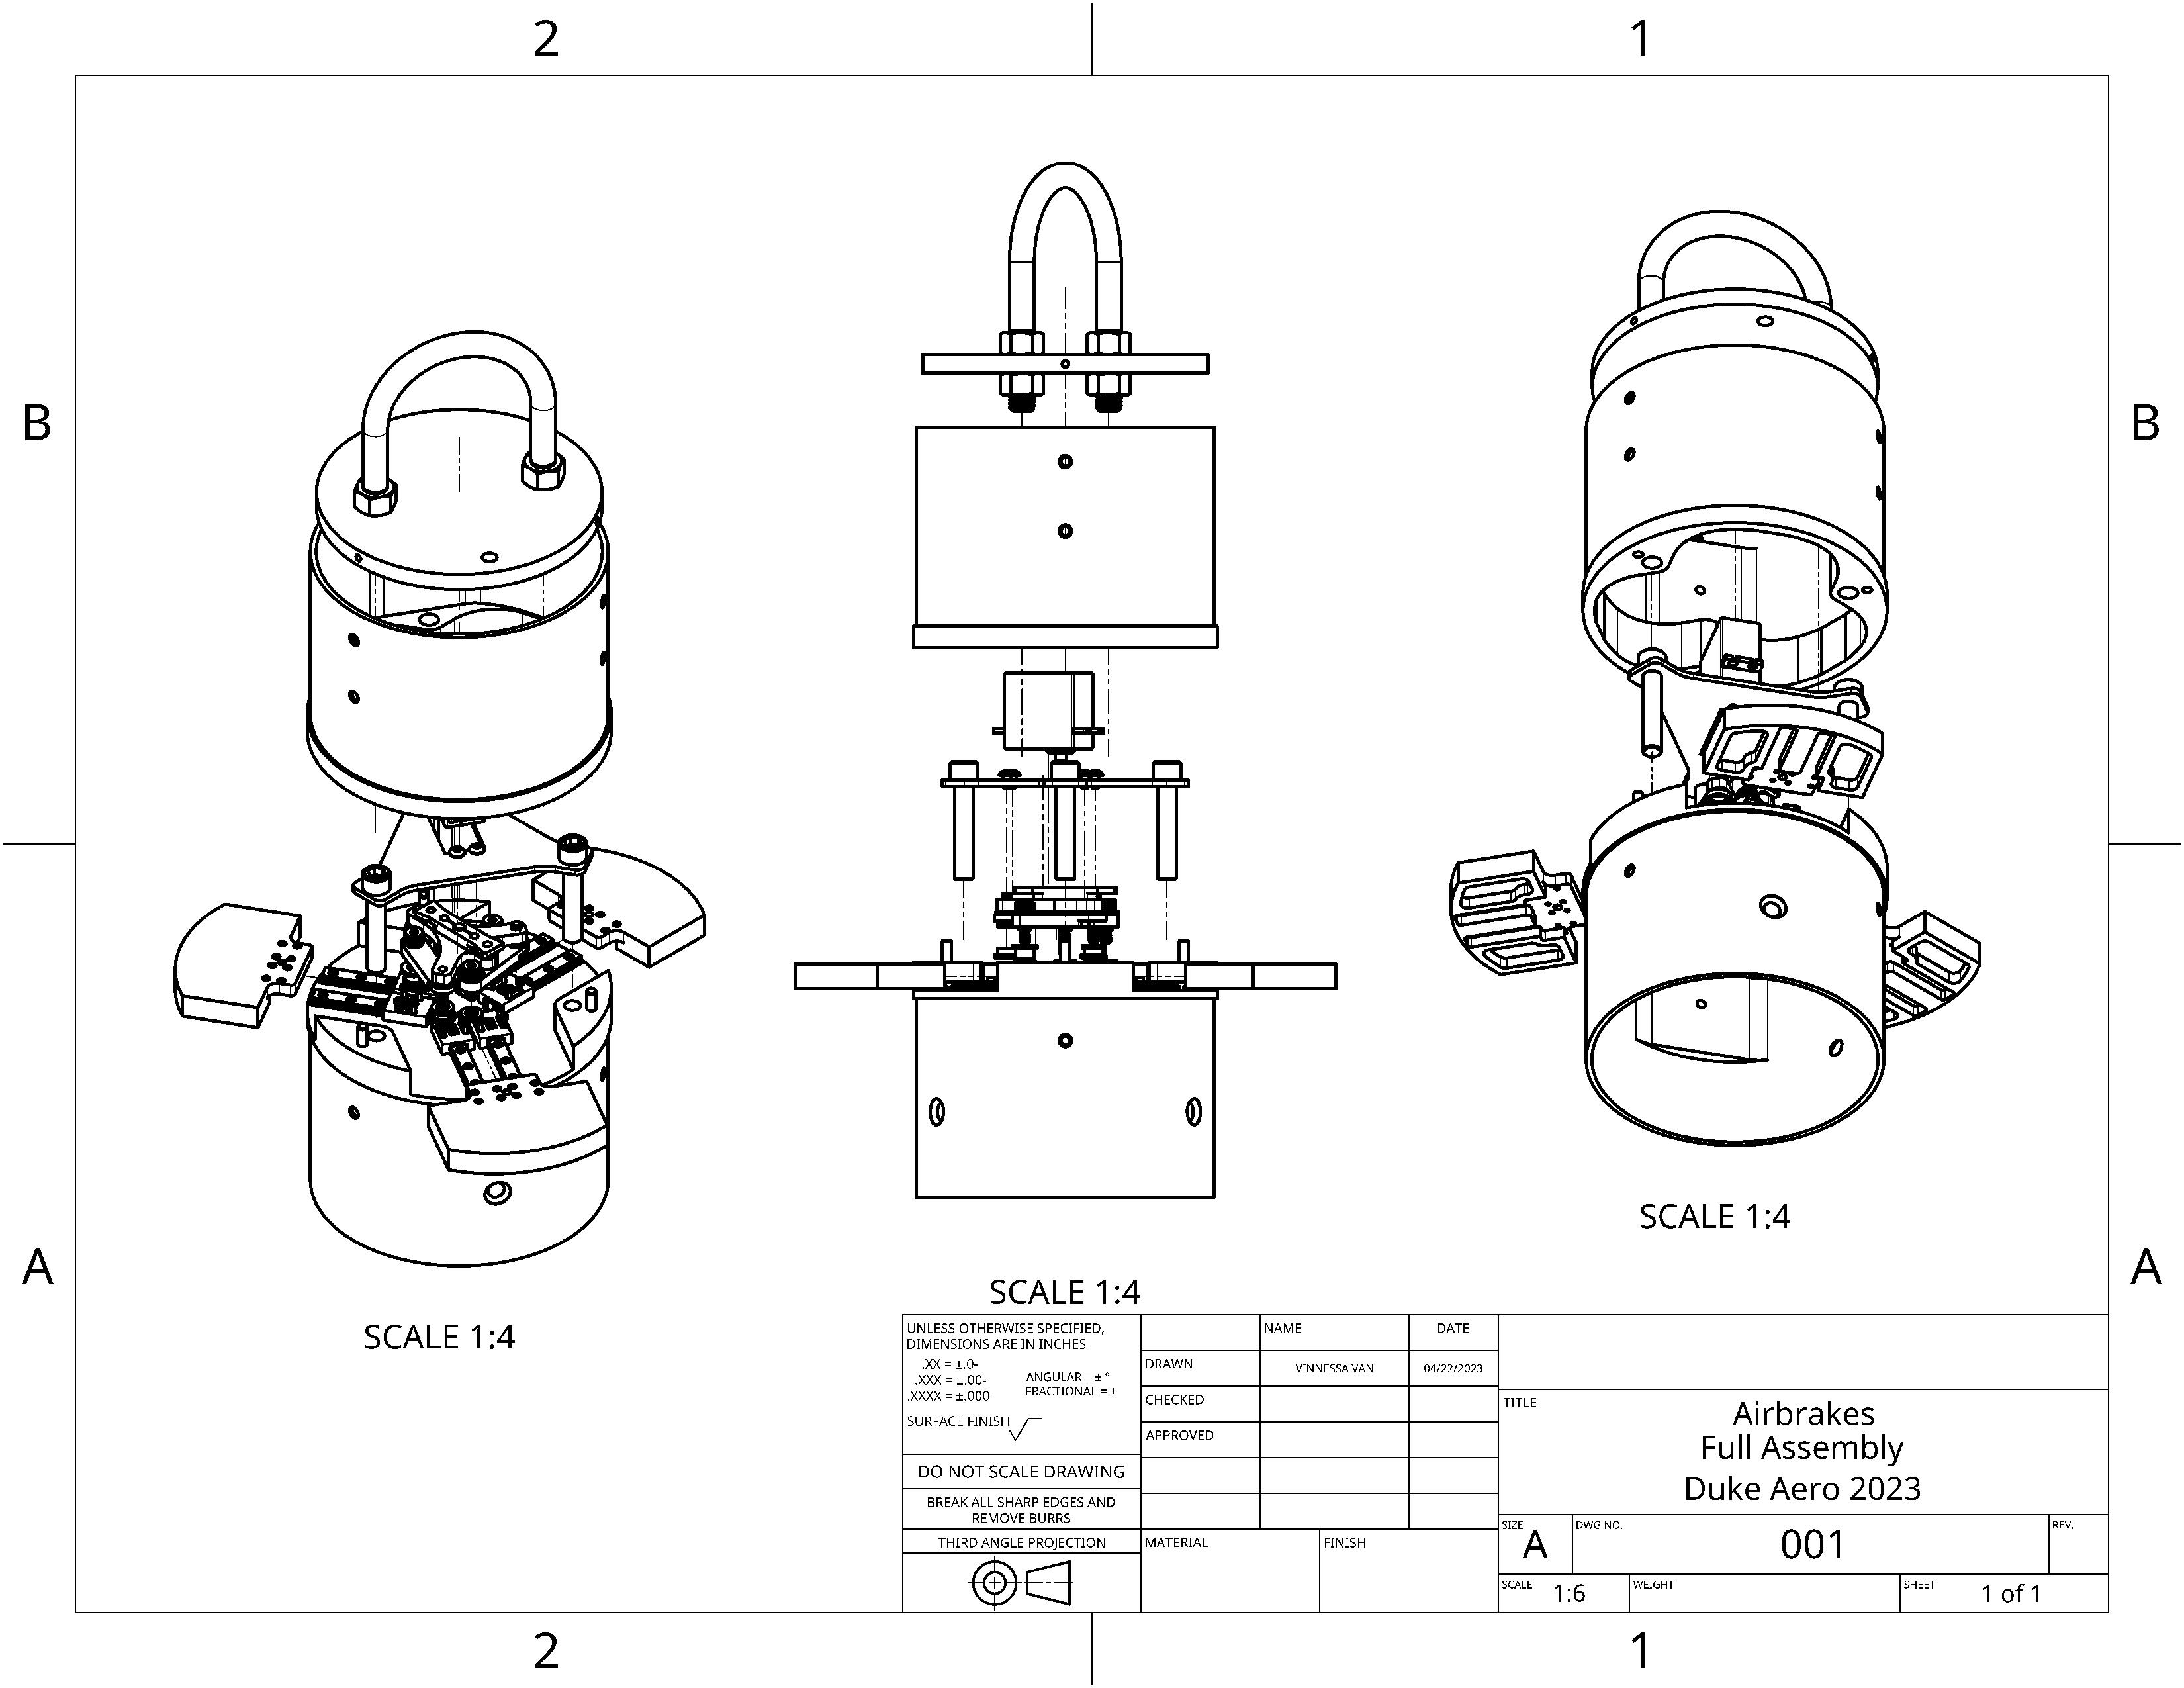 2
1
B
B
A
A
SCALE 1:4
SCALE 1:4
SCALE 1:4
UNLESS OTHERWISE SPECIFIED,
DIMENSIONS ARE IN INCHES
.XX = ±.0-
.XXX = ±.00-
.XXXX = ±.000-
ANGULAR = ± °
FRACTIONAL = ±
SURFACE FINISH
DO NOT SCALE DRAWING
BREAK ALL SHARP EDGES AND
REMOVE BURRS
THIRD ANGLE PROJECTION
NAME
DATE
DRAWN
VINNESSA VAN
04/22/2023
CHECKED
APPROVED
MATERIAL
FINISH
TITLE
Airbrakes
Full Assembly
Duke Aero 2023
SIZE
A
DWG NO.
001
REV.
SCALE
1:6
WEIGHT
SHEET
1 of 1
2
1